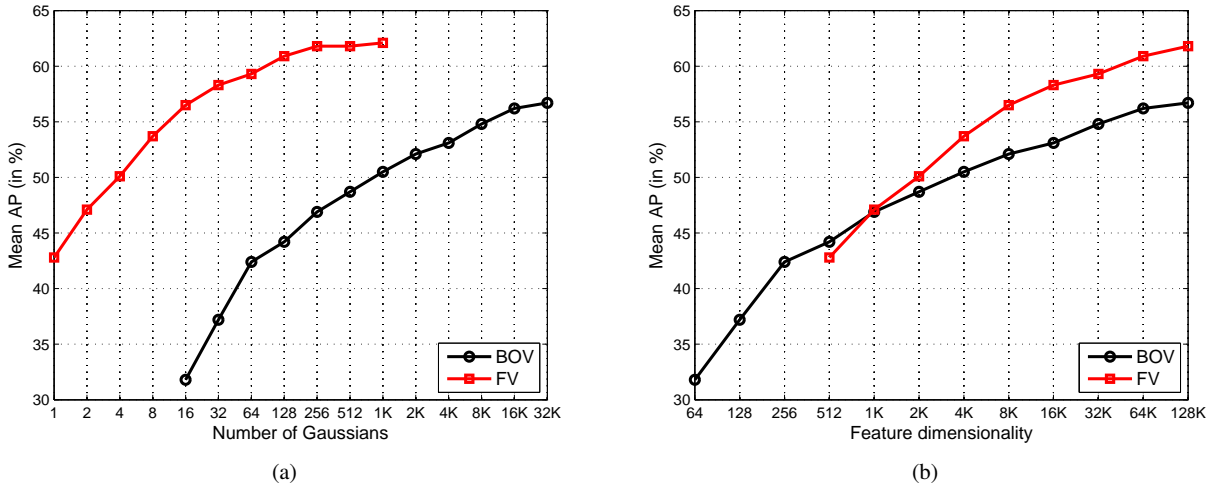 65
60
55
50
45
40
35
30
Mean AP (in %)
1 2 4 8 16 32 64 128 256 512 1K 2K 4K 8K 16K 32K
Number of Gaussians
BOV
FV
(a)
65
60
55
50
45
40
35
30
Mean AP (in %)
64 128 256 512 1K 2K 4K 8K 16K 32K 64K 128K
Feature dimensionality
BOV
FV
(b)